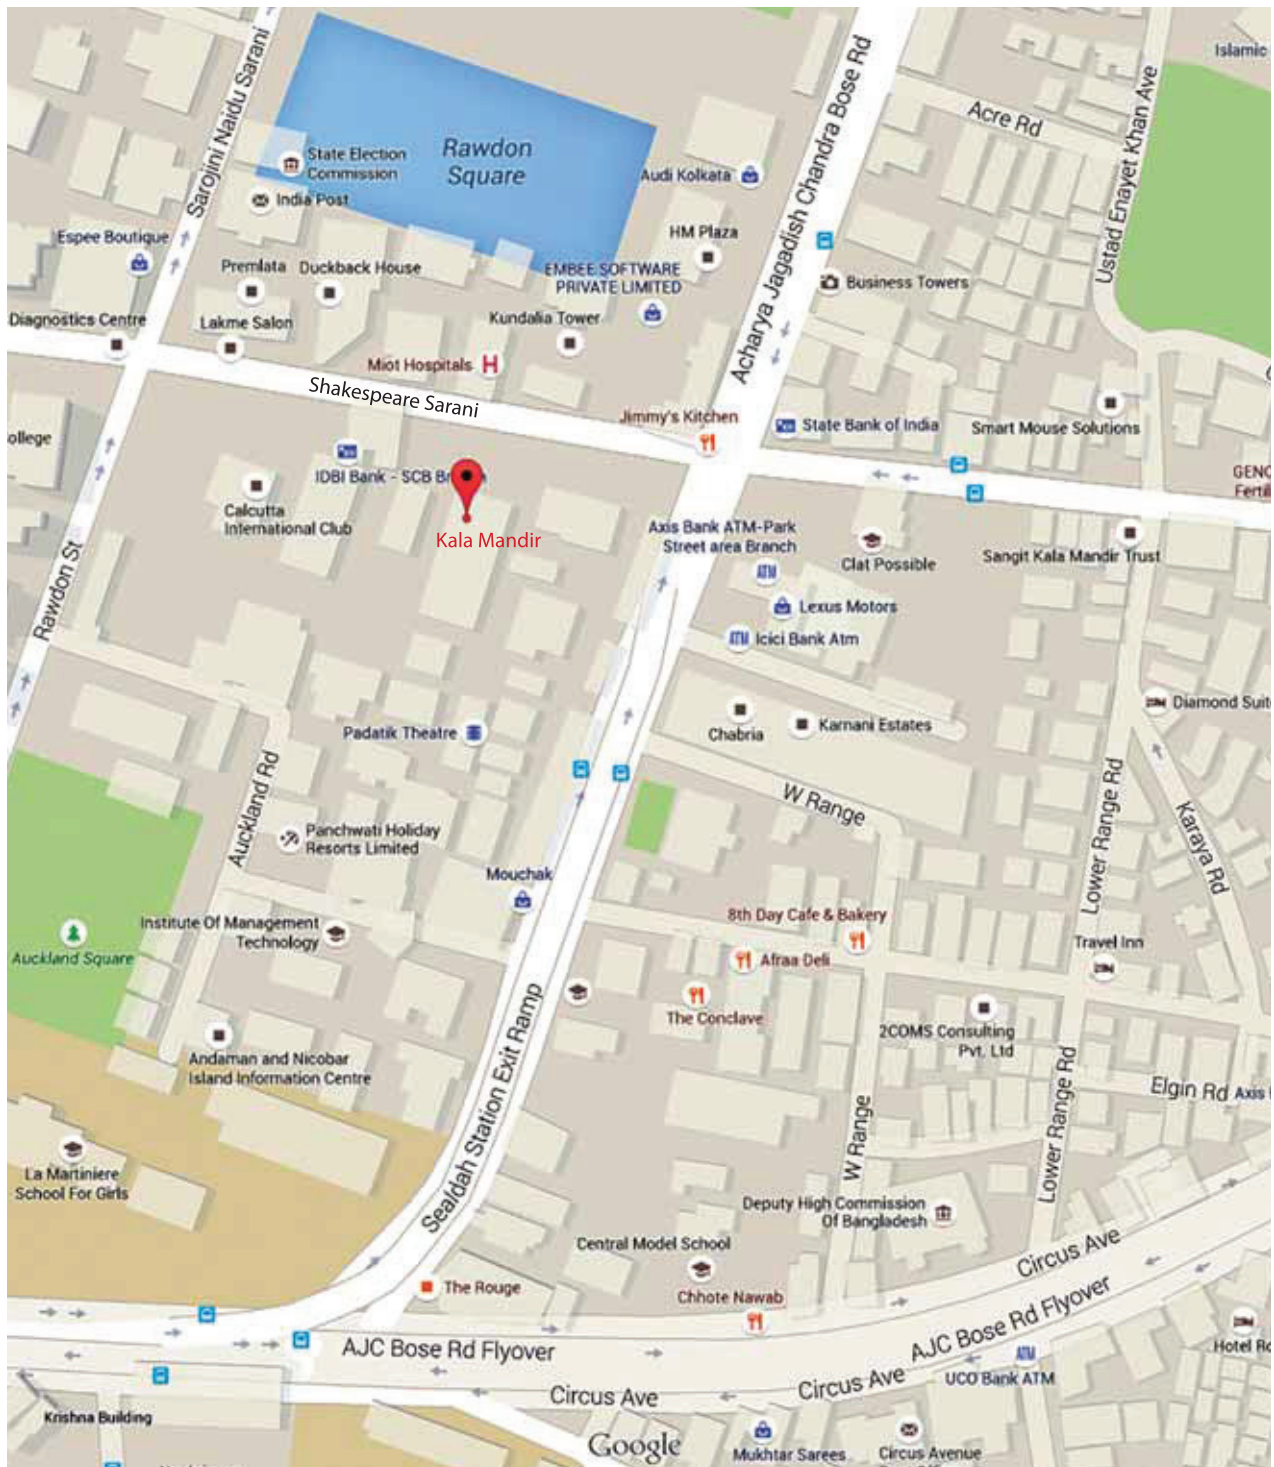 Sarojini Naidu Sarani
Acharya Jagadish Chandra Bose Rd
Islamic
Acre Rd
Ustad Enayet Khan Ave
State Election
Commission
Rawdon
Square
India Post
Audi Kolkata
Espee Boutique
HM Plaza
Premlata
Duckback House
EMBEE SOFTWARE
PRIVATE LIMITED
Business Towers
Diagnostics Centre
Lakme Salon
Kundalia Tower
Miot Hospitals
H
Shakespeare Sarani
Jimmy's Kitchen
State Bank of India
Smart Mouse Solutions
ollege
IDBI Bank - SCB
GENO
Fertil
Calcutta
International Club
Kala Mandir
Axis Bank ATM-Park
Street area Branch
ATM
Clat Possible
Sangit Kala Mandir Trust
Rawdon St
Lexus Motors
ATM
Icici Bank Atm
Diamond Suit
Padatik Theatre
Chabria
Karnani Estates
W Range
Auckland Rd
Panchwati Holiday
Resorts Limited
Lower Range Rd
Karaya Rd
Mouchak
Institute Of Management
Technology
8th Day Cafe & Bakery
Auckland Square
Afraa Deli
Travel Inn
The Conclave
2COMS Consulting
Pvt. Ltd
Andaman and Nicobar
Island Information Centre
Sealdah Station Exit Ramp
Elgin Rd
Axis
W Range
Lower Range Rd
La Martiniere
School For Girls
Deputy High Commission
Of Bangladesh
Central Model School
Circus Ave
The Rouge
Chhote Nawab
AJC Bose Rd Flyover
AJC Bose Rd Flyover
Hotel Ro
ATM
UCO Bank ATM
Circus Ave
Circus Ave
Krishna Building
Google
Mukhtar Sarees
Circus Avenue